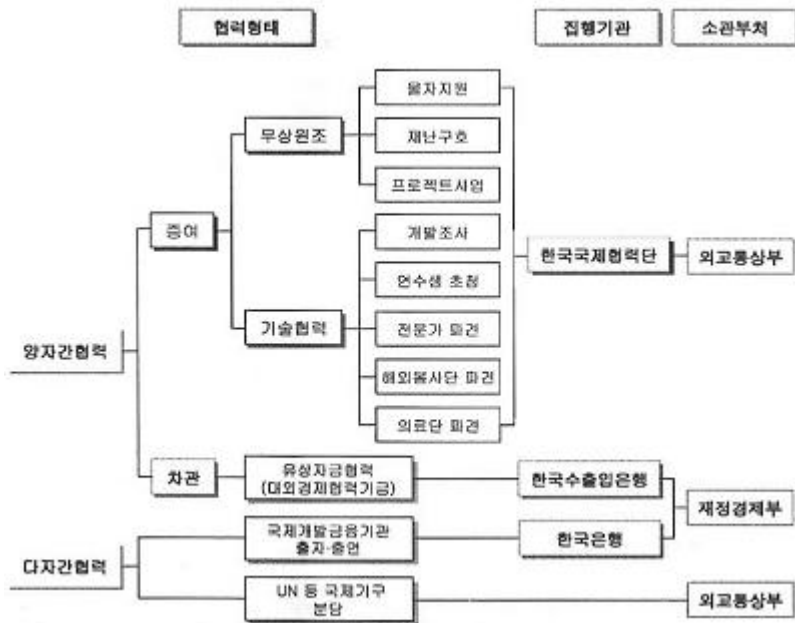 협력형태
집행기관
소관부처
물자지원
무상원조
재난구호
프로젝트사업
증여
개발조사
한국국제협력단
외교통상부
연수생 초청
기술협력
전문가 파견
양자간협력
해외봉사단 파견
의료단 파견
차관
유상자금협력
(대외경제협력기금)
한국수출입은행
재정경제부
국제개발금융기관
출자·출연
한국은행
다자간협력
UN 등 국제기구
분담
외교통상부